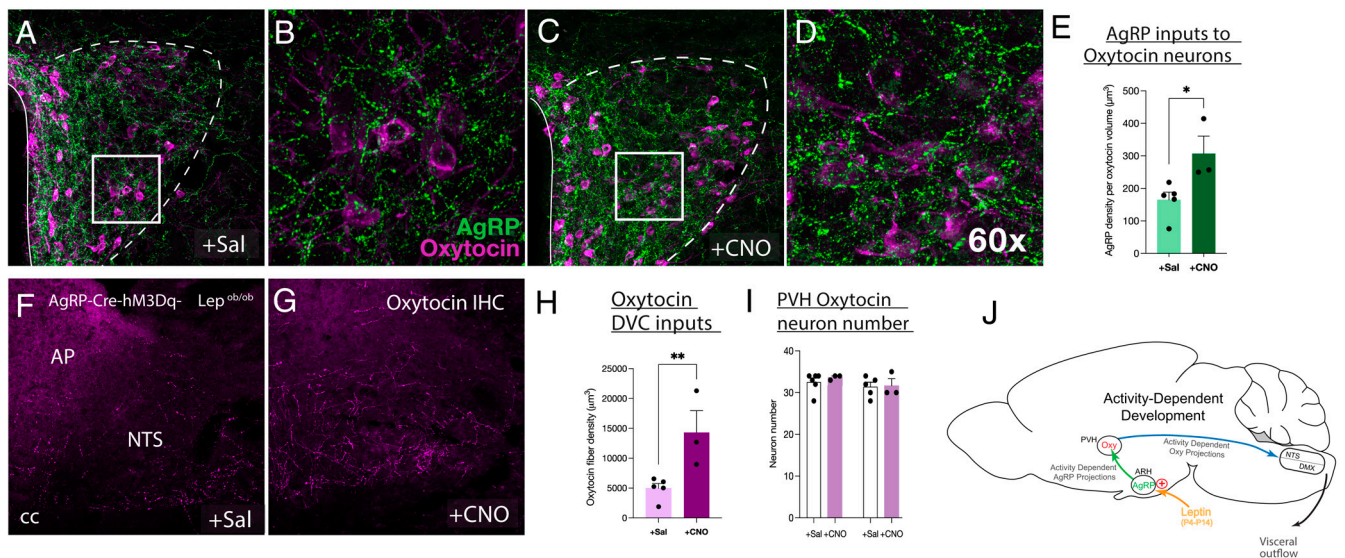 A
+Sal
B
AgRP
Oxytocin
C
+CNO
D
60x
E
AgRP inputs to
Oxytocin neurons
AgRP density per oxytocin volume (μm³)
500
400
300
200
100
0
*
+Sal
+CNO
F
AgRP-Cre-hM3Dq- Lep ob/ob
AP
NTS
cc
+Sal
G
Oxytocin IHC
+CNO
H
Oxytocin
DVC inputs
Oxytocin fiber density (μm³)
25000
20000
15000
10000
5000
0
**
+Sal
+CNO
I
PVH Oxytocin
neuron number
Neuron number
40
30
20
10
0
+Sal +CNO
+Sal +CNO
J
Activity-Dependent
Development
PVH
Oxy
Activity Dependent
Oxy Projections
NTS
DMX
Activity Dependent
AgRP Projections
ARH
AgRP
+
Leptin
(P4-P14)
Visceral
outflow